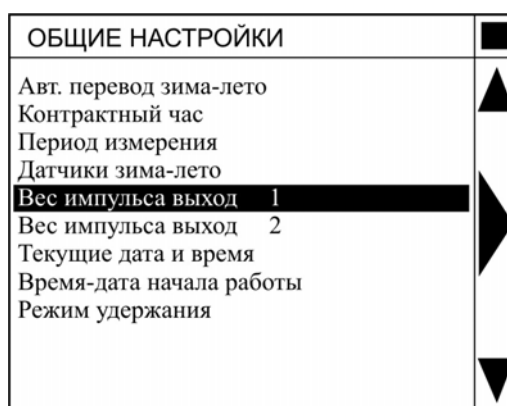 ОБЩИЕ НАСТРОЙКИ
Авт. перевод зима-лето
Контрактный час
Период измерения
Датчики зима-лето
Вес импульса выход 1
Вес импульса выход 2
Текущие дата и время
Время-дата начала работы
Режим удержания